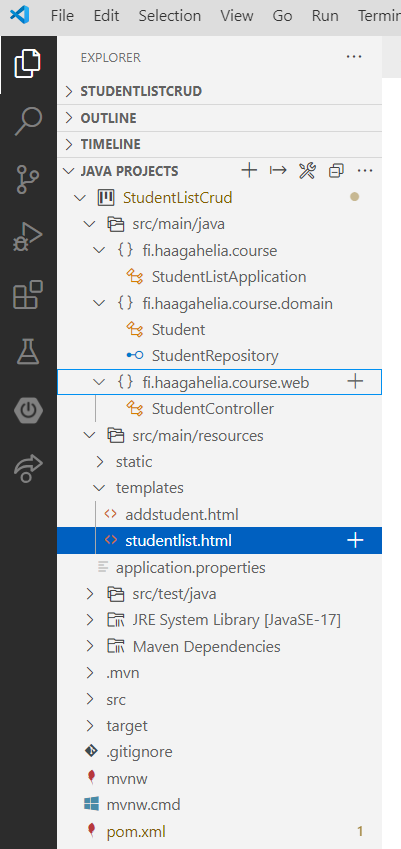 File Edit Selection View Go Run Termin
EXPLORER
STUDENTLISTCRUD
OUTLINE
TIMELINE
JAVA PROJECTS
StudentListCrud
src/main/java
{} fi.haagahelia.course
StudentListApplication
{} fi.haagahelia.course.domain
Student
StudentRepository
{} fi.haagahelia.course.web
StudentController
src/main/resources
static
templates
addstudent.html
studentlist.html
application.properties
src/test/java
JRE System Library [JavaSE-17]
Maven Dependencies
.mvn
src
target
.gitignore
mvnw
mvnw.cmd
pom.xml 1